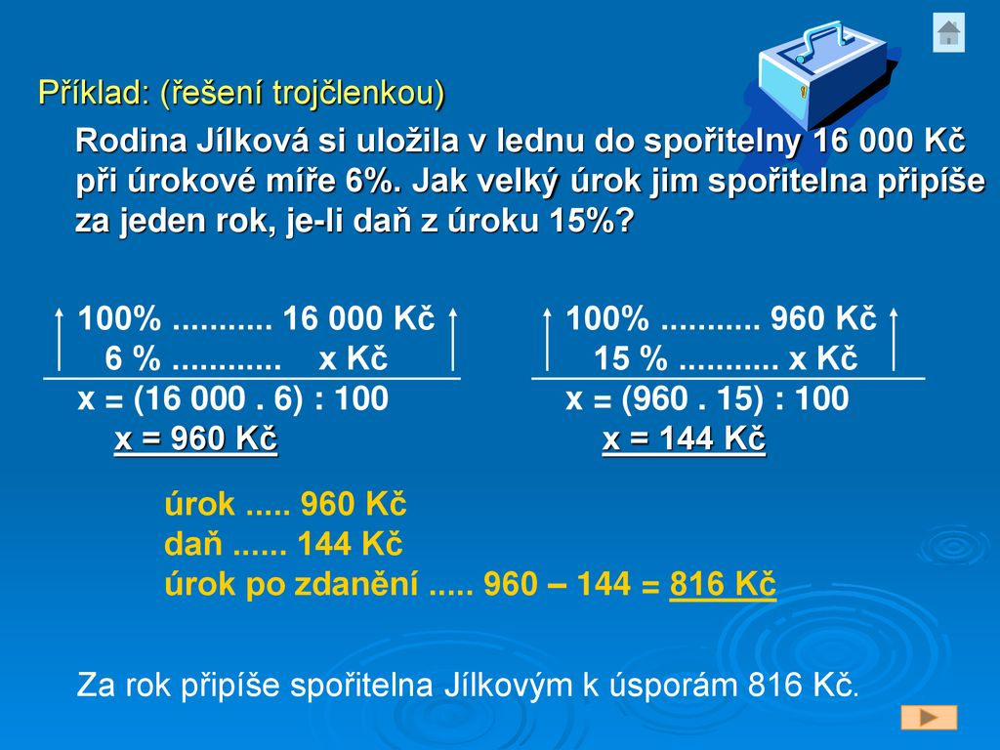 Příklad: (řešení trojčlenkou)
Rodina Jílková si uložila v lednu do spořitelny 16 000 Kč
při úrokové míře 6%. Jak velký úrok jim spořitelna připíše
za jeden rok, je-li daň z úroku 15%?
100% ........... 16 000 Kč
6 % ............ x Kč
x = (16 000 . 6) : 100
x = 960 Kč
100% ........... 960 Kč
15 % ........... x Kč
x = (960 . 15) : 100
x = 144 Kč
úrok ..... 960 Kč
daň ...... 144 Kč
úrok po zdanění ..... 960 – 144 = 816 Kč
Za rok připíše spořitelna Jílkovým k úsporám 816 Kč.